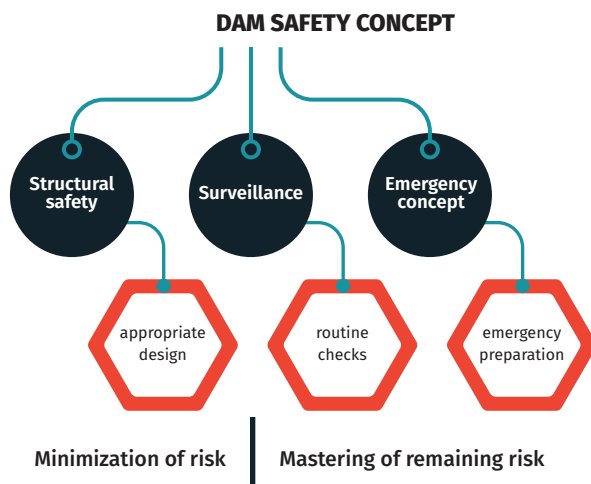 DAM SAFETY CONCEPT
Structural
safety
Surveillance
Emergency
concept
appropriate
design
routine
checks
emergency
preparation
Minimization of risk
Mastering of remaining risk